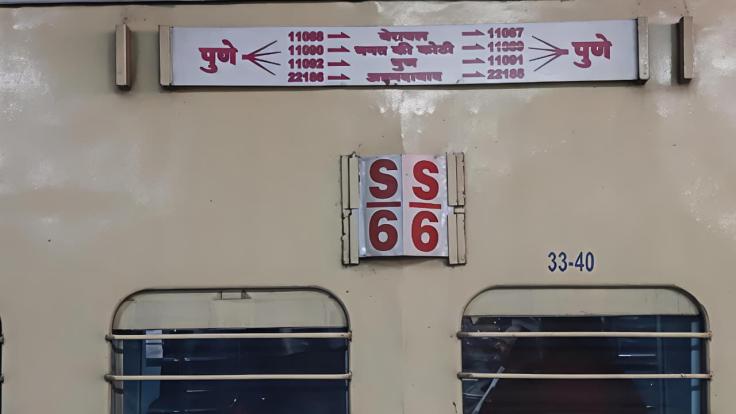 पुणे 11088 → वेरावल → 11087 पुणे
11090 → भगत की कोठी → 11089
11092 → भुज → 11091
22186 → अहमदाबाद → 22185
S S
6 6
33-40